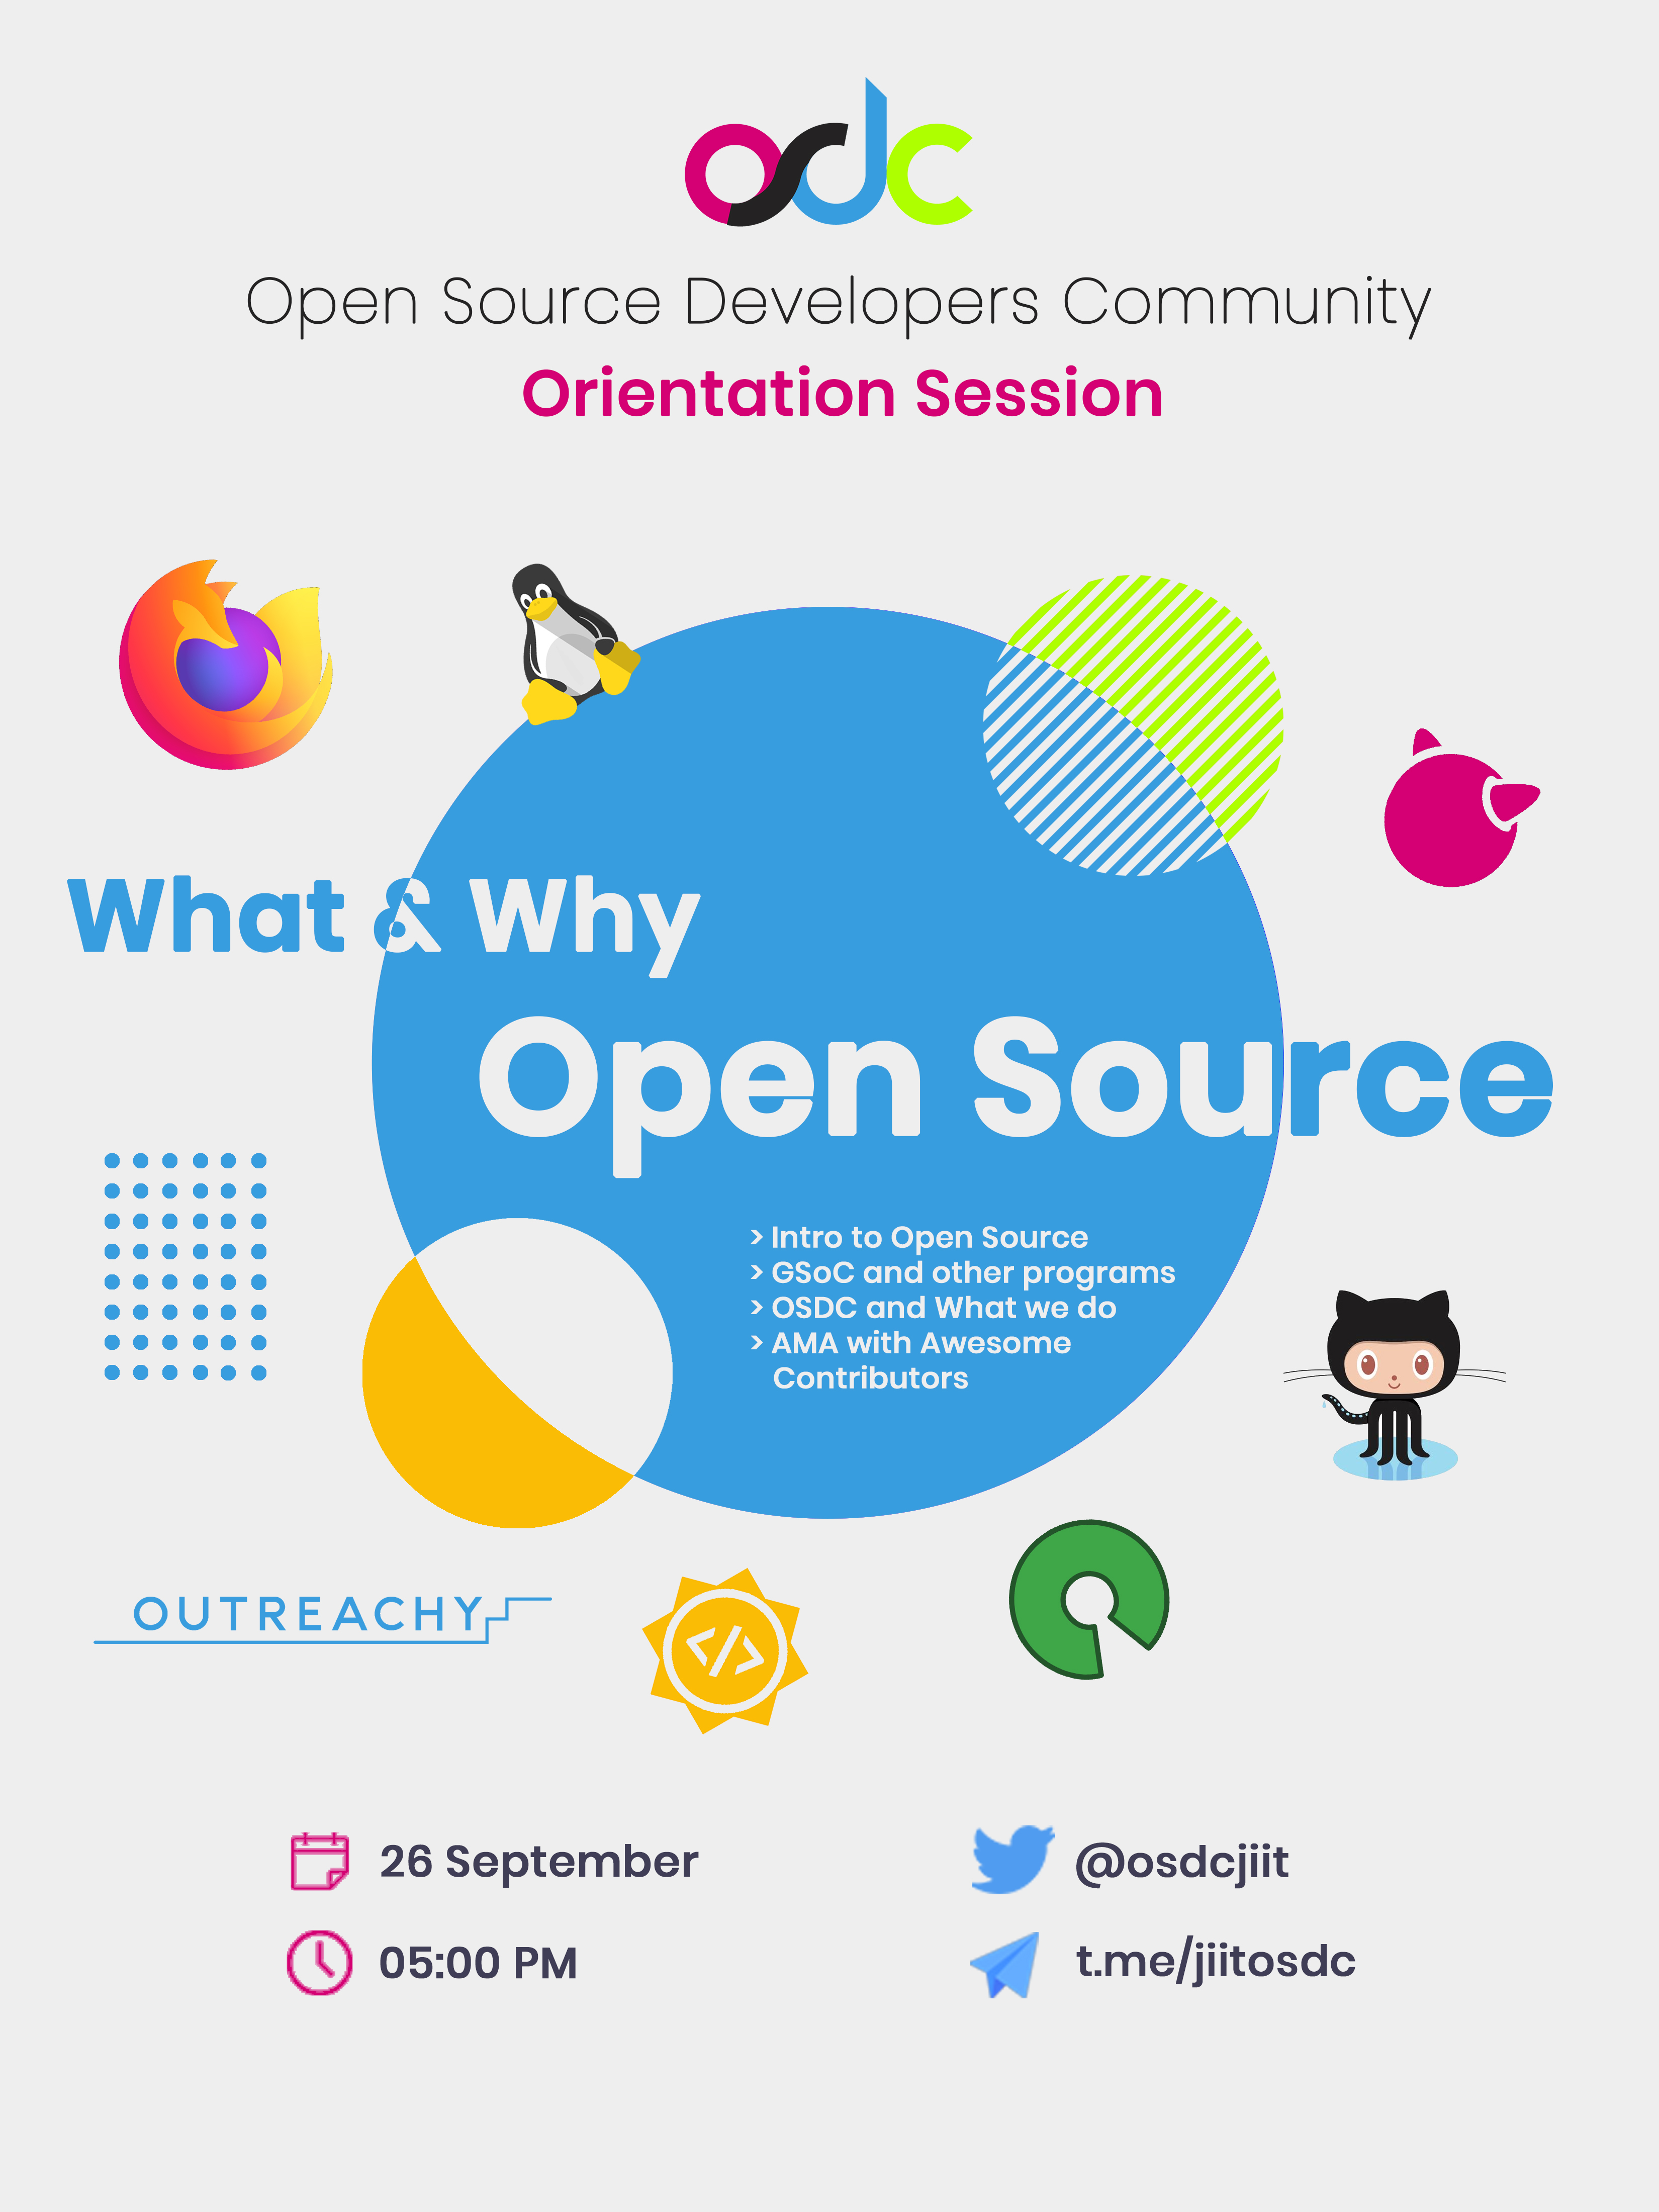 osdc
Open Source Developers Community
Orientation Session
What & Why
Open Source
> Intro to Open Source
> GSoC and other programs
> OSDC and What we do
> AMA with Awesome
Contributors
OUTREACHY
</>
26 September
@osdcjiit
05:00 PM
t.me/jiitosdc